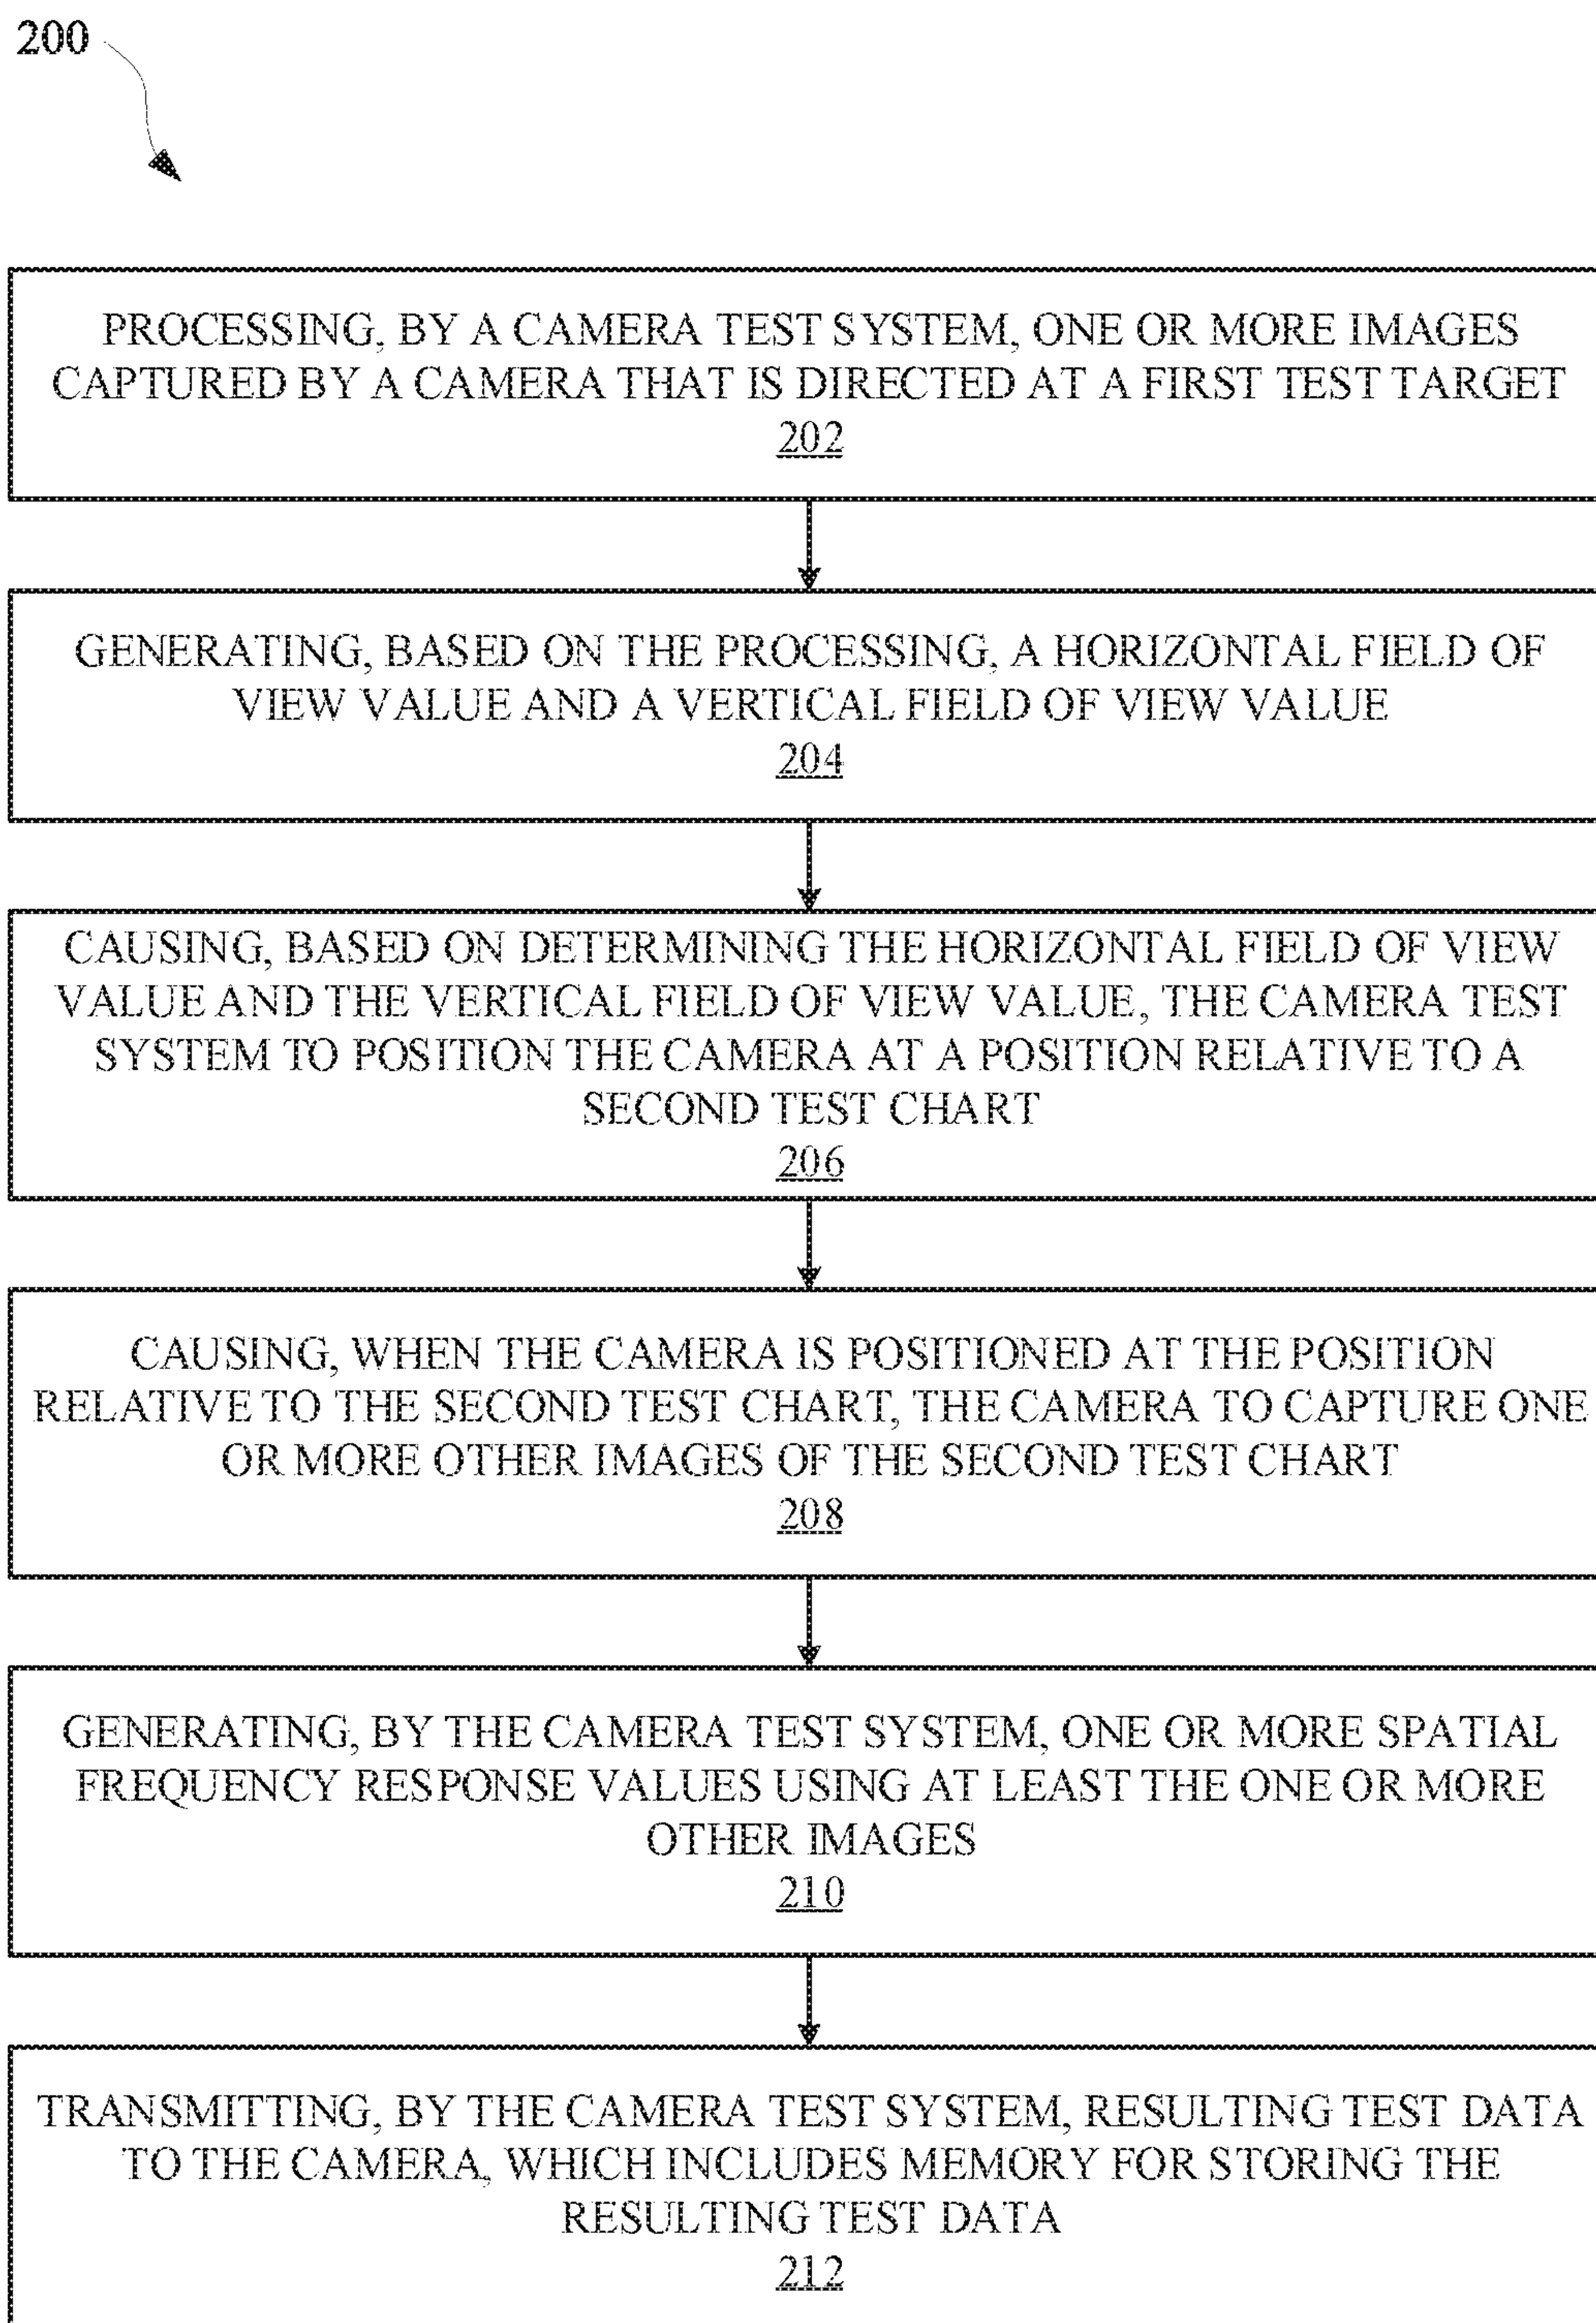 200
PROCESSING, BY A CAMERA TEST SYSTEM, ONE OR MORE IMAGES
CAPTURED BY A CAMERA THAT IS DIRECTED AT A FIRST TEST TARGET
202
GENERATING, BASED ON THE PROCESSING, A HORIZONTAL FIELD OF
VIEW VALUE AND A VERTICAL FIELD OF VIEW VALUE
204
CAUSING, BASED ON DETERMINING THE HORIZONTAL FIELD OF VIEW
VALUE AND THE VERTICAL FIELD OF VIEW VALUE, THE CAMERA TEST
SYSTEM TO POSITION THE CAMERA AT A POSITION RELATIVE TO A
SECOND TEST CHART
206
CAUSING, WHEN THE CAMERA IS POSITIONED AT THE POSITION
RELATIVE TO THE SECOND TEST CHART, THE CAMERA TO CAPTURE ONE
OR MORE OTHER IMAGES OF THE SECOND TEST CHART
208
GENERATING, BY THE CAMERA TEST SYSTEM, ONE OR MORE SPATIAL
FREQUENCY RESPONSE VALUES USING AT LEAST THE ONE OR MORE
OTHER IMAGES
210
TRANSMITTING, BY THE CAMERA TEST SYSTEM, RESULTING TEST DATA
TO THE CAMERA, WHICH INCLUDES MEMORY FOR STORING THE
RESULTING TEST DATA
212